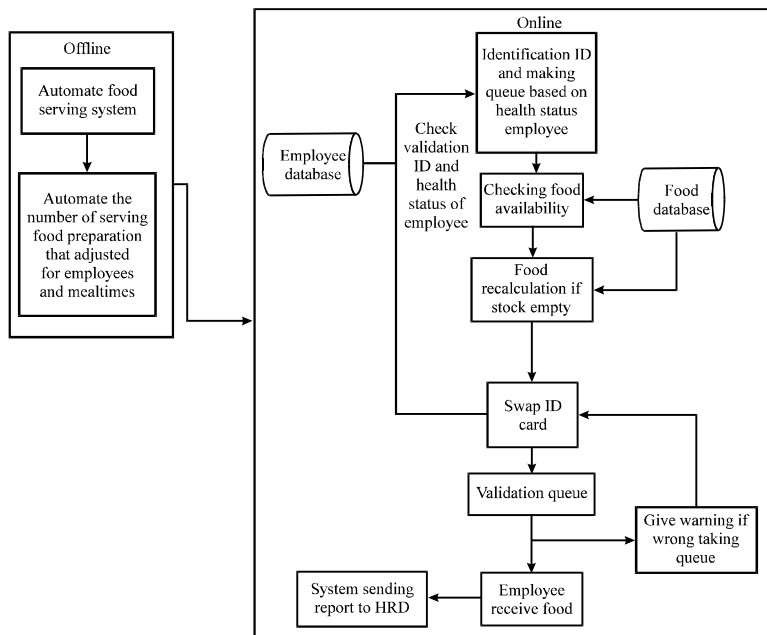 Offline
Automate food
serving system
Automate the
number of serving
food preparation
that adjusted
for employees
and mealtimes
Online
Identification ID
and making
queue based on
health status
employee
Employee
database
Check
validation
ID and
health
status of
employee
Checking food
availability
Food
database
Food
recalculation if
stock empty
Swap ID
card
Validation queue
Give warning if
wrong taking
queue
System sending
report to HRD
Employee
receive food